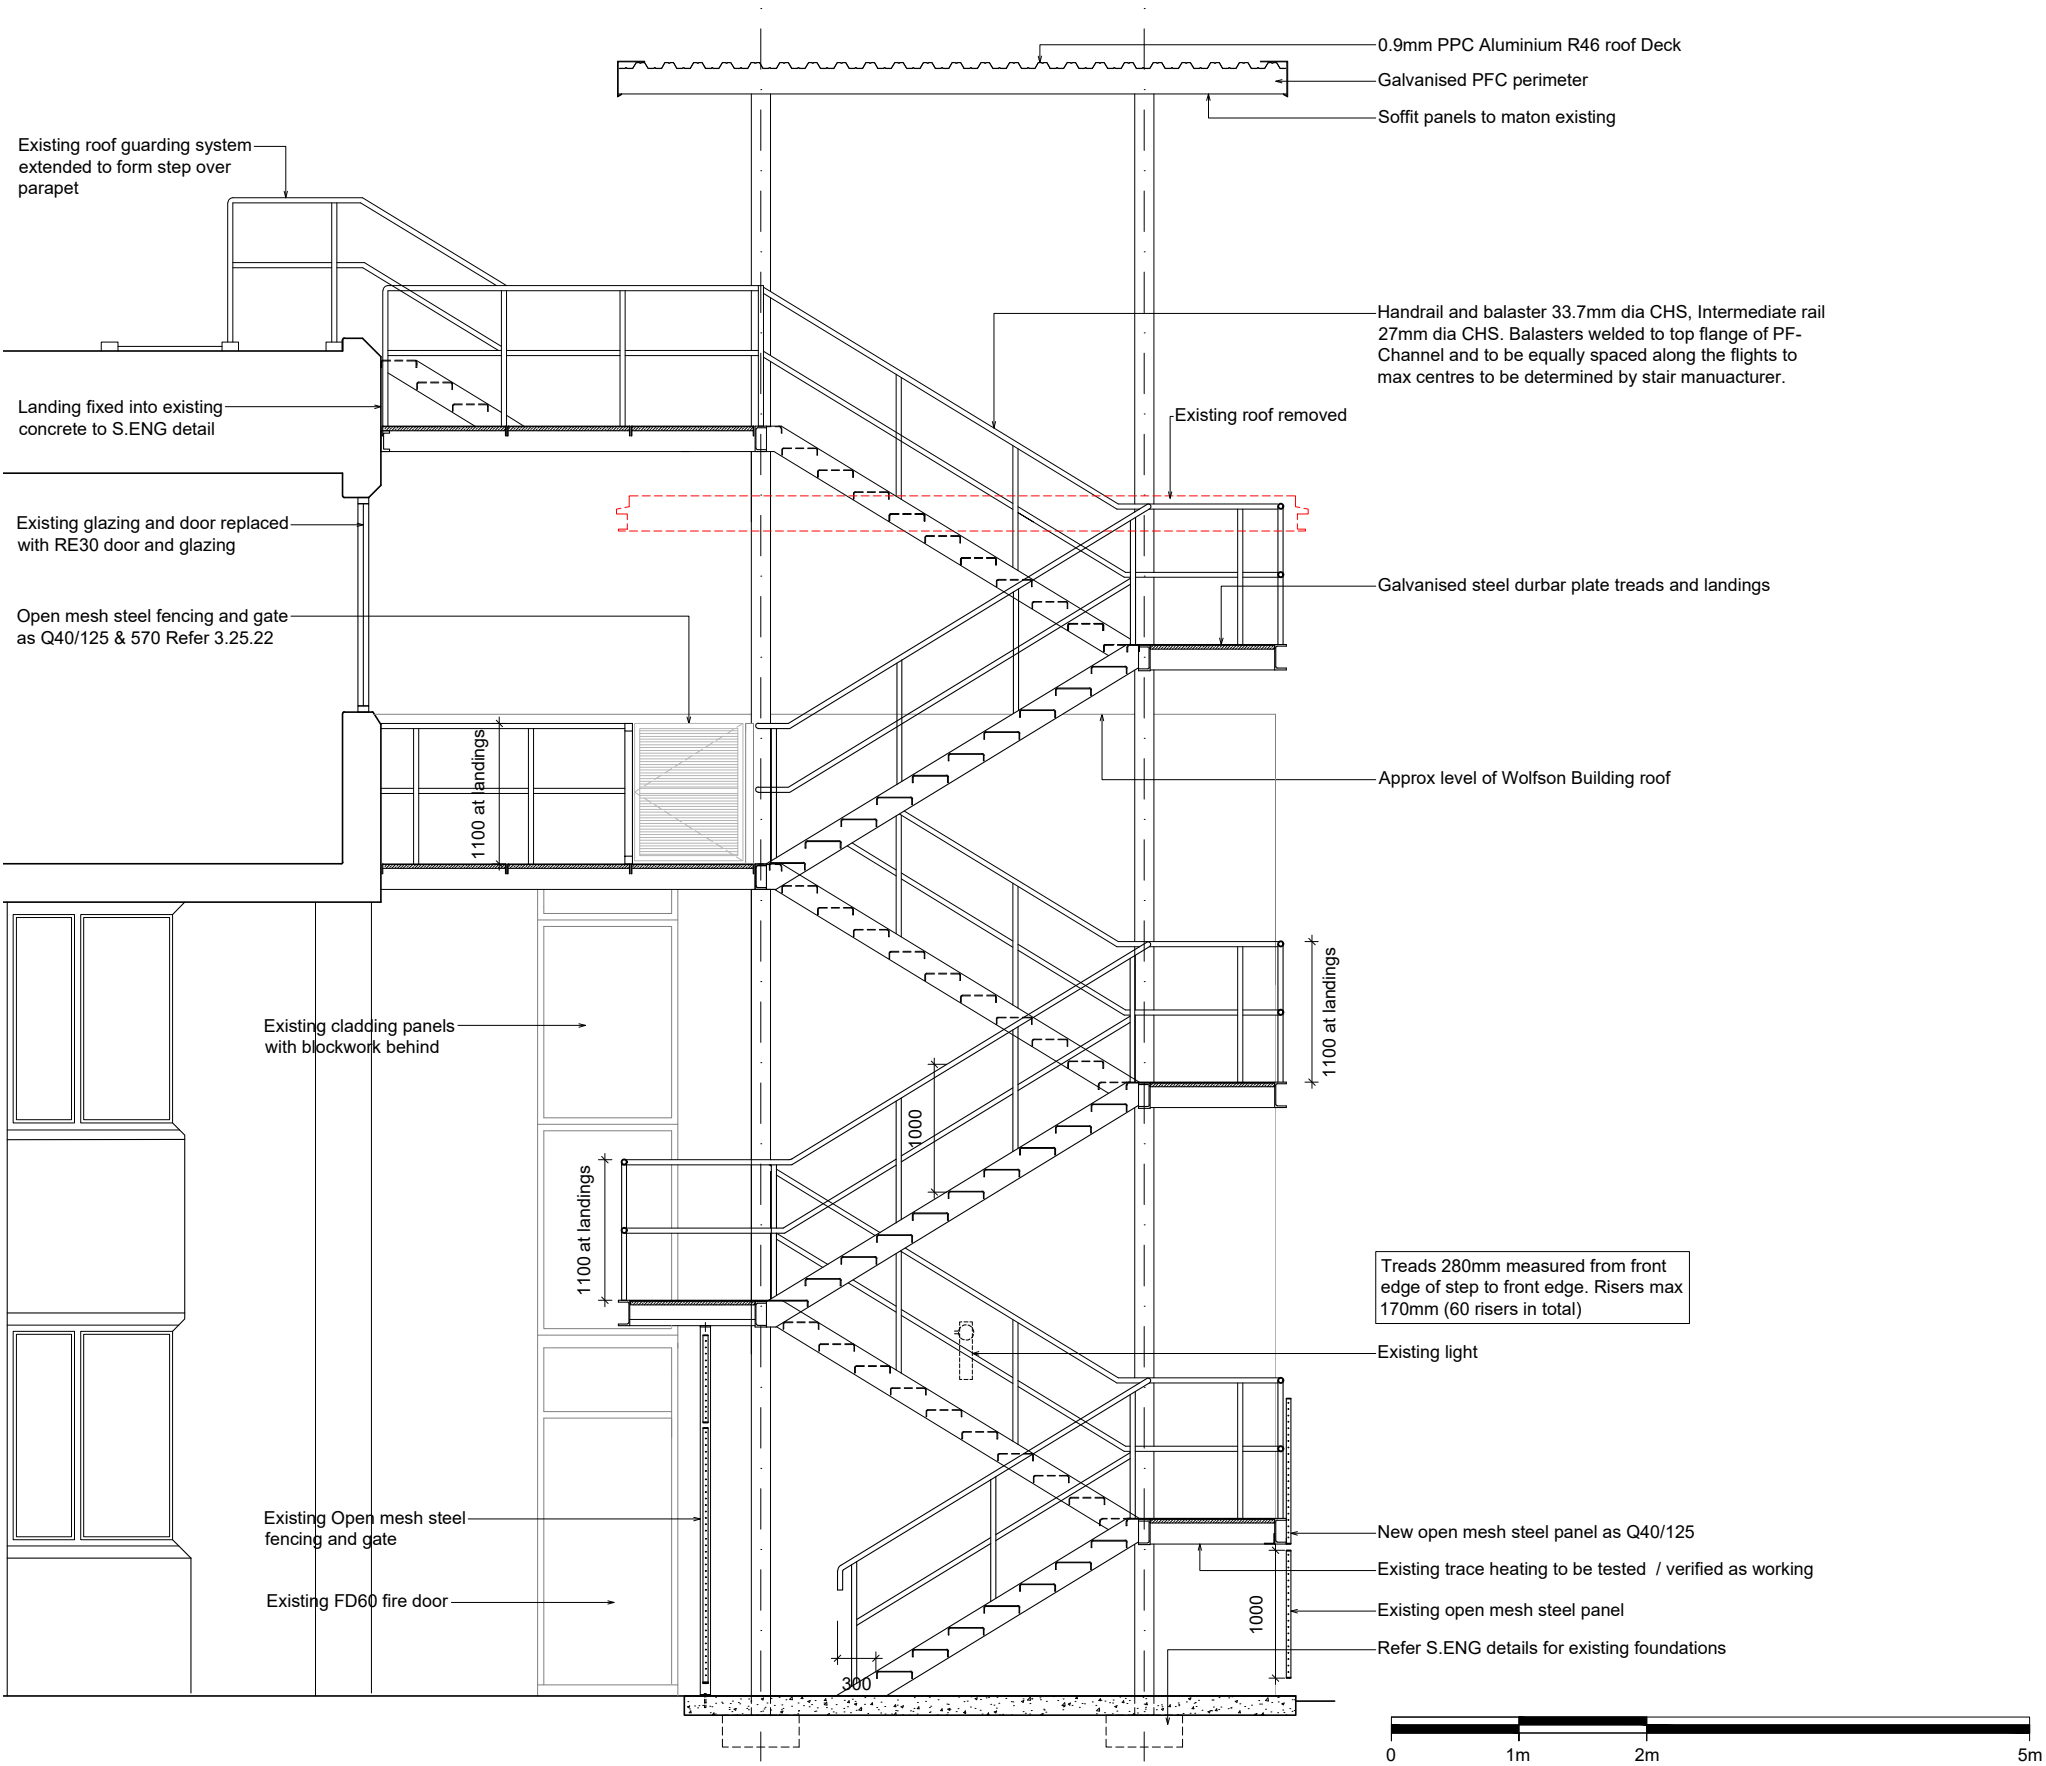 0.9mm PPC Aluminium R46 roof Deck
Galvanised PFC perimeter
Soffit panels to maton existing
Existing roof guarding system
extended to form step over
parapet
Handrail and balaster 33.7mm dia CHS, Intermediate rail
27mm dia CHS. Balasters welded to top flange of PF-
Channel and to be equally spaced along the flights to
max centres to be determined by stair manuacturer.
Landing fixed into existing
concrete to S.ENG detail
Existing roof removed
Existing glazing and door replaced
with RE30 door and glazing
Galvanised steel durbar plate treads and landings
Open mesh steel fencing and gate
as Q40/125 & 570 Refer 3.25.22
1100 at landings
Approx level of Wolfson Building roof
Existing cladding panels
with blockwork behind
1100 at landings
1000
1100 at landings
Treads 280mm measured from front
edge of step to front edge. Risers max
170mm (60 risers in total)
Existing light
Existing Open mesh steel
fencing and gate
New open mesh steel panel as Q40/125
Existing trace heating to be tested / verified as working
Existing FD60 fire door
Existing open mesh steel panel
1000
Refer S.ENG details for existing foundations
300
0 1m 2m 5m